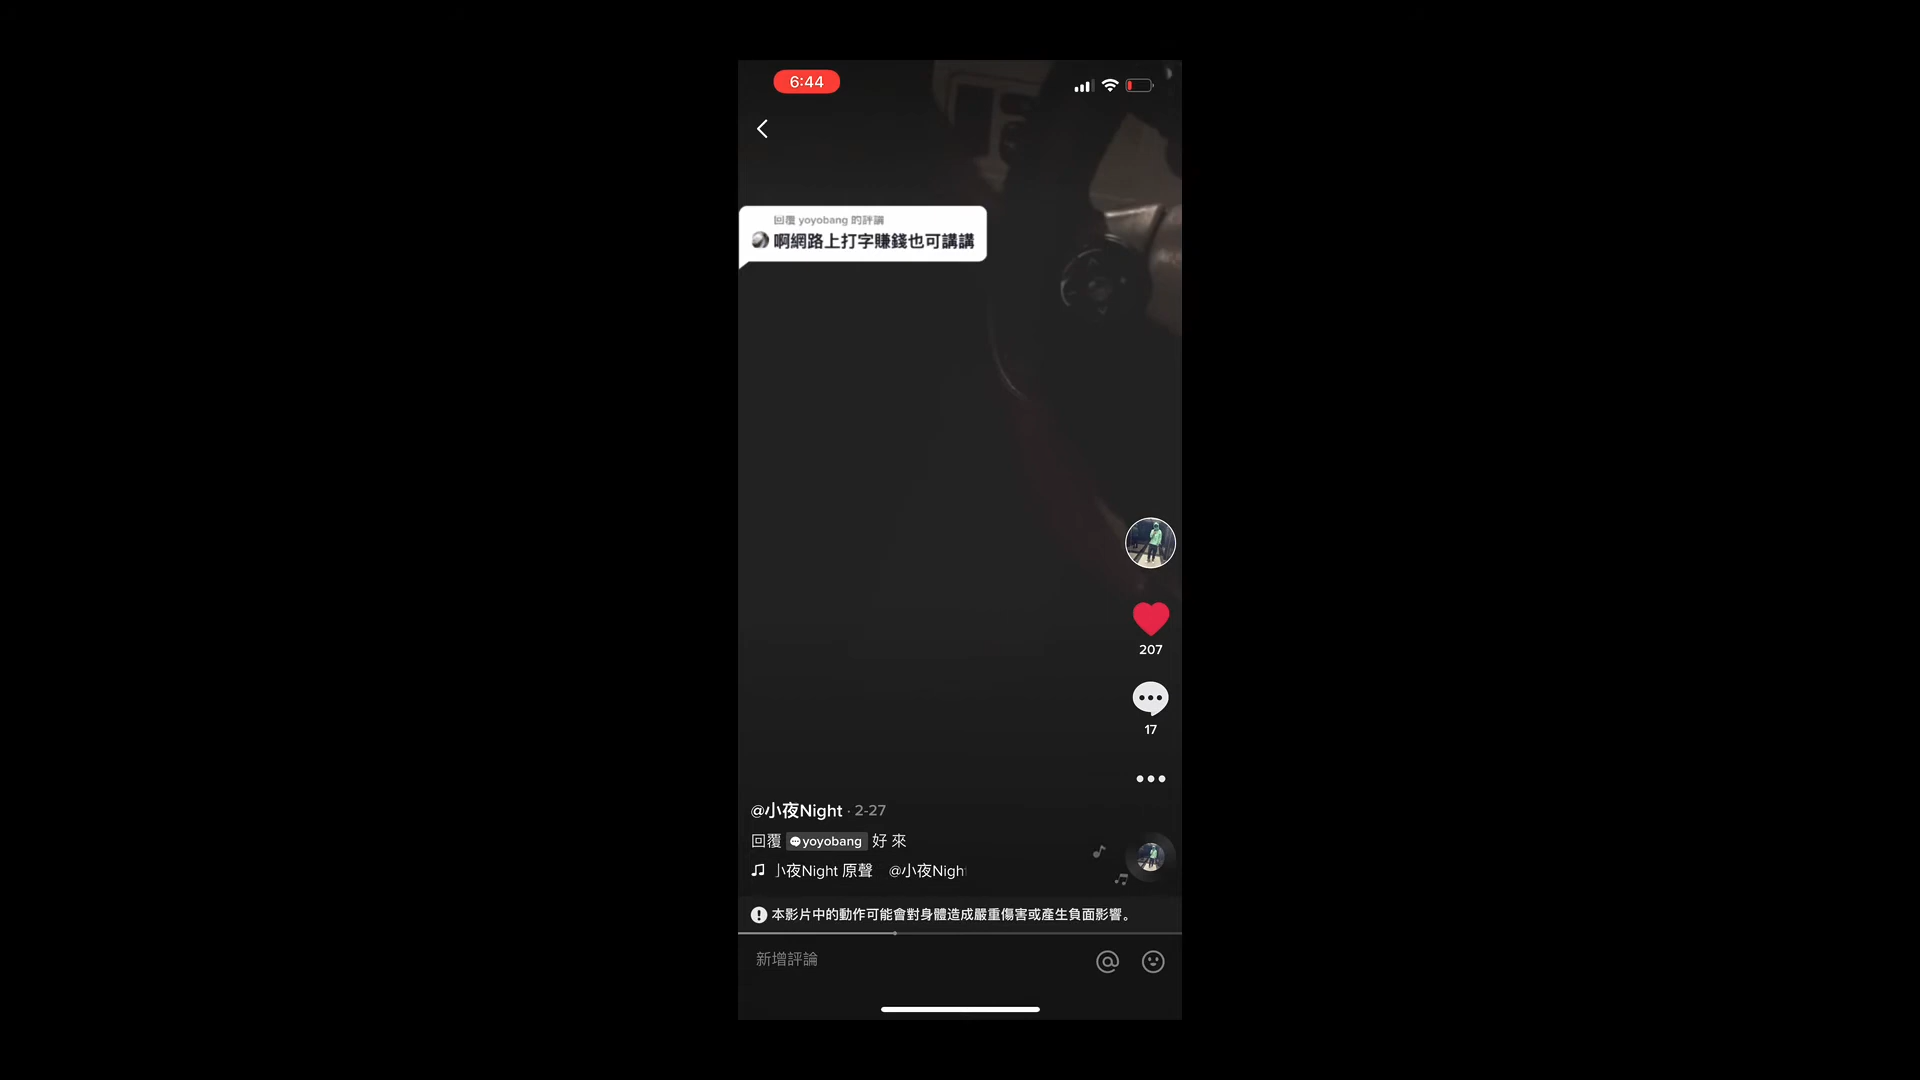 6:44
回覆 yoyobang 的評論
啊網路上打字賺錢也可講講
207
17
@小夜Night · 2-27
回覆 yoyobang 好 來
小夜Night 原聲 @小夜Nigh
本影片中的動作可能會對身體造成嚴重傷害或產生負面影響。
新增評論